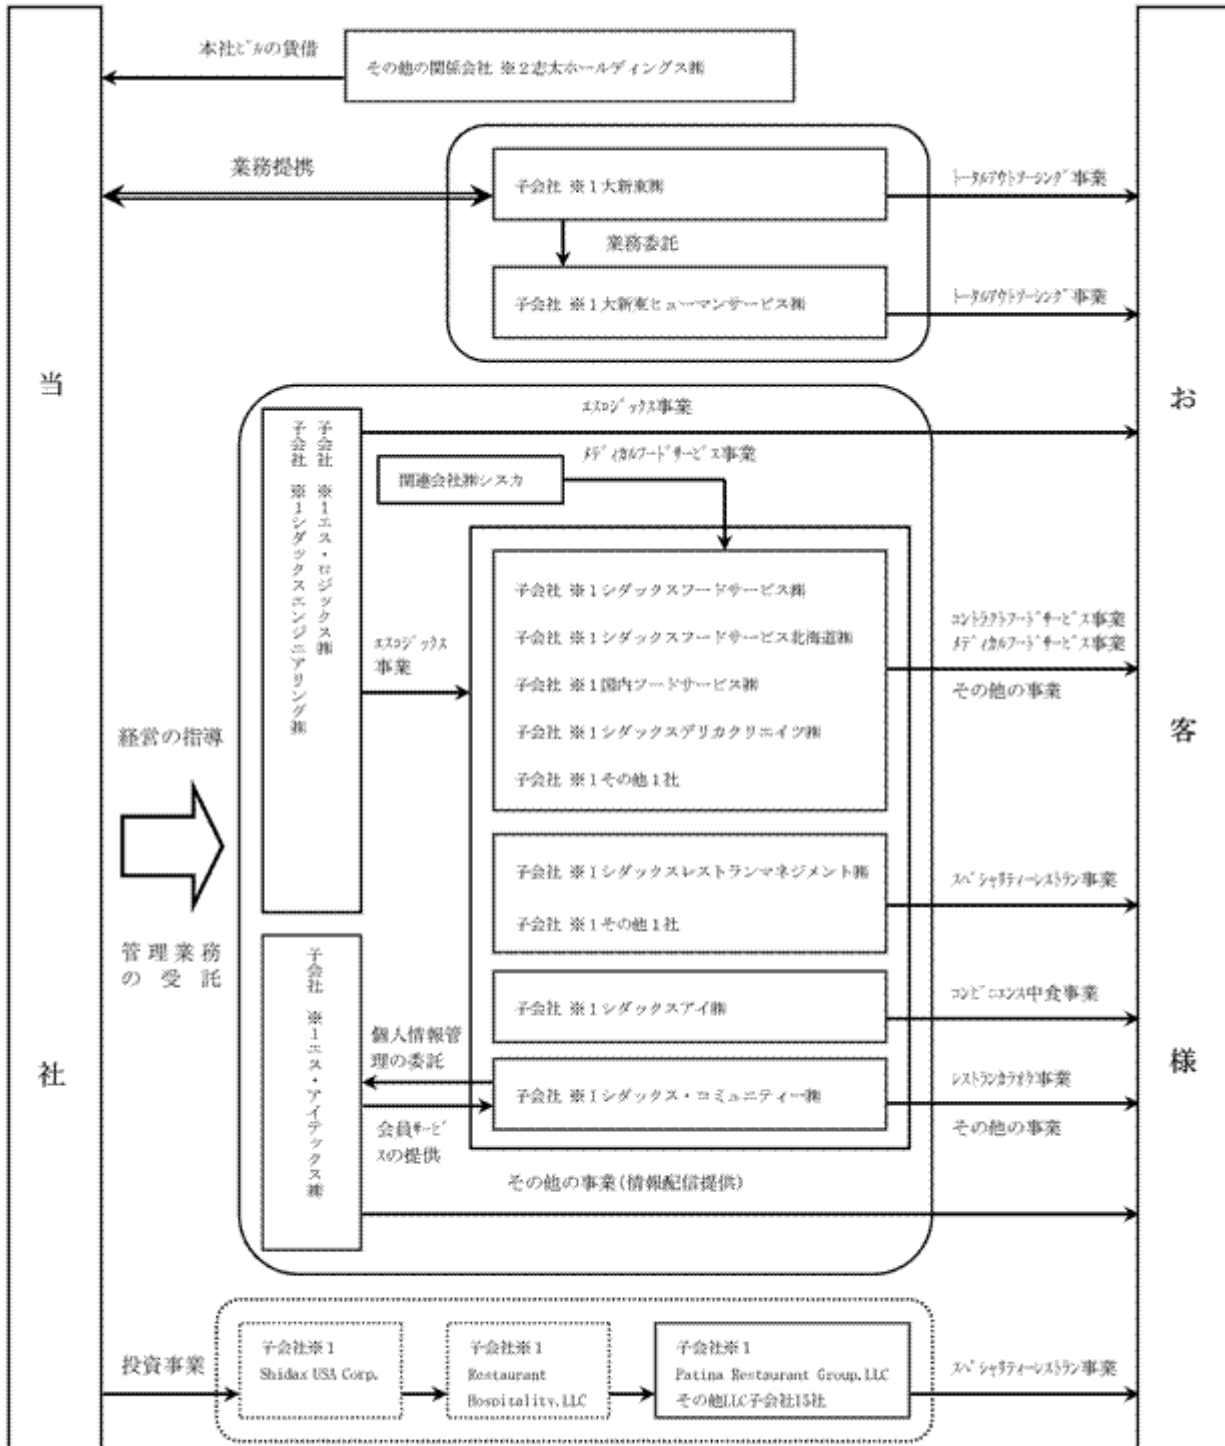 当社
お客様
本社ビルの賃借
その他の関係会社 ※2志太ホールディングス㈱
業務提携
子会社 ※1大新東㈱
トータルアウトソーシング事業
業務委託
子会社 ※1大新東ヒューマンサービス㈱
トータルアウトソーシング事業
エスロジックス事業
子会社 ※1エス・ロジックス㈱
子会社 ※1シダックスエンジニアリング㈱
メディカルフードサービス事業
関連会社㈱シスカ
エスロジックス
事業
子会社 ※1シダックスフードサービス㈱
子会社 ※1シダックスフードサービス北海道㈱
子会社 ※1国内フードサービス㈱
子会社 ※1シダックスデリカクリエイツ㈱
子会社 ※1その他1社
コントラクトフードサービス事業
メディカルフードサービス事業
その他の事業
経営の指導
管理業務
の受託
子会社 ※1シダックスレストランマネジメント㈱
子会社 ※1その他1社
スペシャリティーレストラン事業
子会社 ※1シダックスアイ㈱
コンビニエンス中食事業
子会社 ※1エス・アイテックス㈱
個人情報管
理の委託
会員サービ
スの提供
子会社 ※1シダックス・コミュニティー㈱
レストランカラオケ事業
その他の事業
その他の事業(情報配信提供)
投資事業
子会社※1
Shidax USA Corp.
子会社※1
Restaurant
Hospitality,LLC
子会社※1
Patina Restaurant Group,LLC
その他LLC子会社15社
スペシャリティーレストラン事業